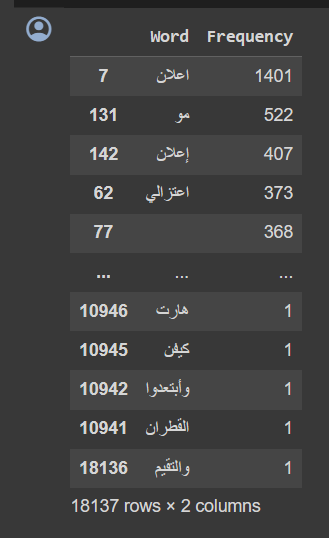 Word Frequency
7 اعلان 1401
131 مو 522
142 إعلان 407
62 اعتزالي 373
77 368
... ... ...
10946 هارت 1
10945 كيفن 1
10942 وأبتعدوا 1
10941 القطران 1
18136 والتقيم 1
18137 rows × 2 columns